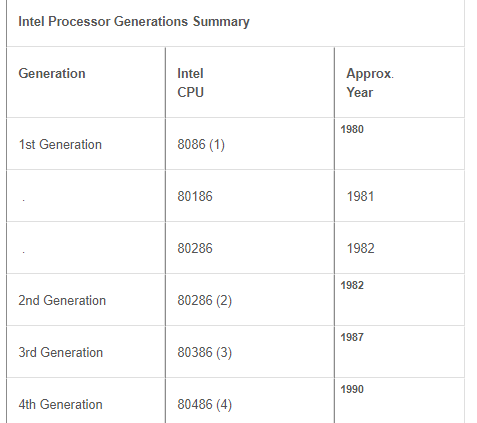 Intel Processor Generations Summary
Generation Intel CPU Approx. Year
1st Generation 8086 (1) 1980
. 80186 1981
. 80286 1982
2nd Generation 80286 (2) 1982
3rd Generation 80386 (3) 1987
4th Generation 80486 (4) 1990